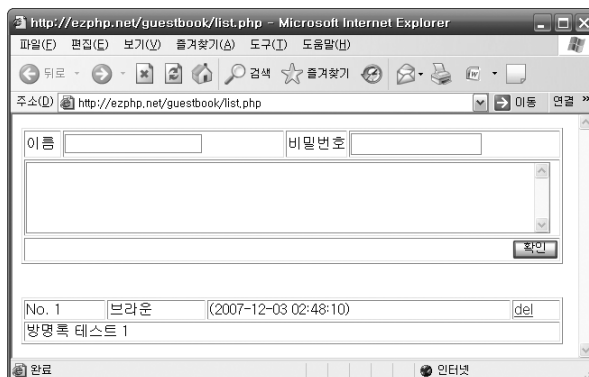 http://ezphp.net/guestbook/list.php - Microsoft Internet Explorer
파일(F) 편집(E) 보기(V) 즐겨찾기(A) 도구(T) 도움말(H)
뒤로 검색 즐겨찾기
주소(D) http://ezphp.net/guestbook/list.php 이동 연결 »
이름 비밀번호
확인
No. 1 브라운 (2007-12-03 02:48:10) del
방명록 테스트 1
완료 인터넷